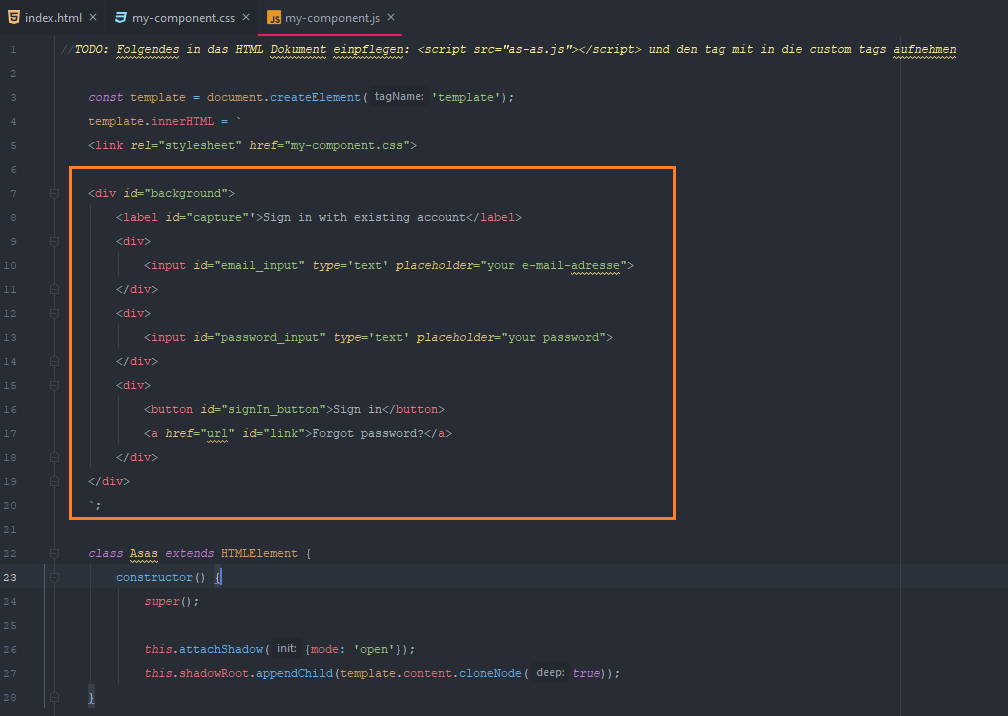 index.html × my-component.css × JS my-component.js ×
1 //TODO: Folgendes in das HTML Dokument einpflegen: <script src="as-as.js"></script> und den tag mit in die custom tags aufnehmen
2
3 const template = document.createElement( tagName: 'template');
4 template.innerHTML = `
5 <link rel="stylesheet" href="my-component.css">
6
7 <div id="background">
8 <label id="capture"'>Sign in with existing account</label>
9 <div>
10 <input id="email_input" type='text' placeholder="your e-mail-adresse">
11 </div>
12 <div>
13 <input id="password_input" type='text' placeholder="your password">
14 </div>
15 <div>
16 <button id="signIn_button">Sign in</button>
17 <a href="url" id="link">Forgot password?</a>
18 </div>
19 </div>
20 `;
21
22 class Asas extends HTMLElement {
23 constructor() {
24 super();
25
26 this.attachShadow( init: {mode: 'open'});
27 this.shadowRoot.appendChild(template.content.cloneNode( deep: true));
28 }